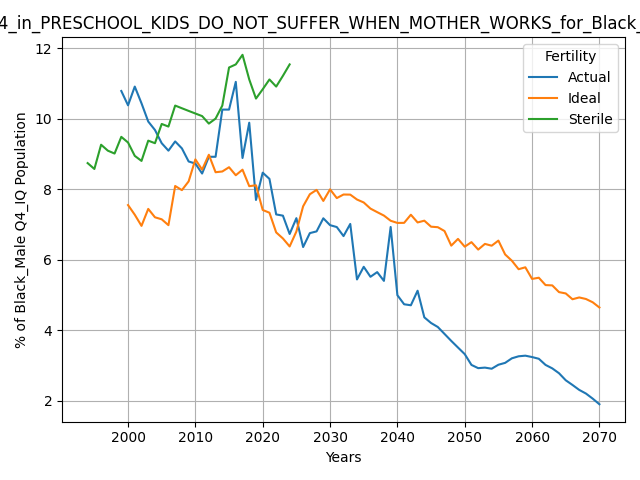 4_in_PRESCHOOL_KIDS_DO_NOT_SUFFER_WHEN_MOTHER_WORKS_for_Black_
Fertility
Actual
Ideal
Sterile
% of Black_Male Q4_IQ Population
12
10
8
6
4
2
2000
2010
2020
2030
2040
2050
2060
2070
Years